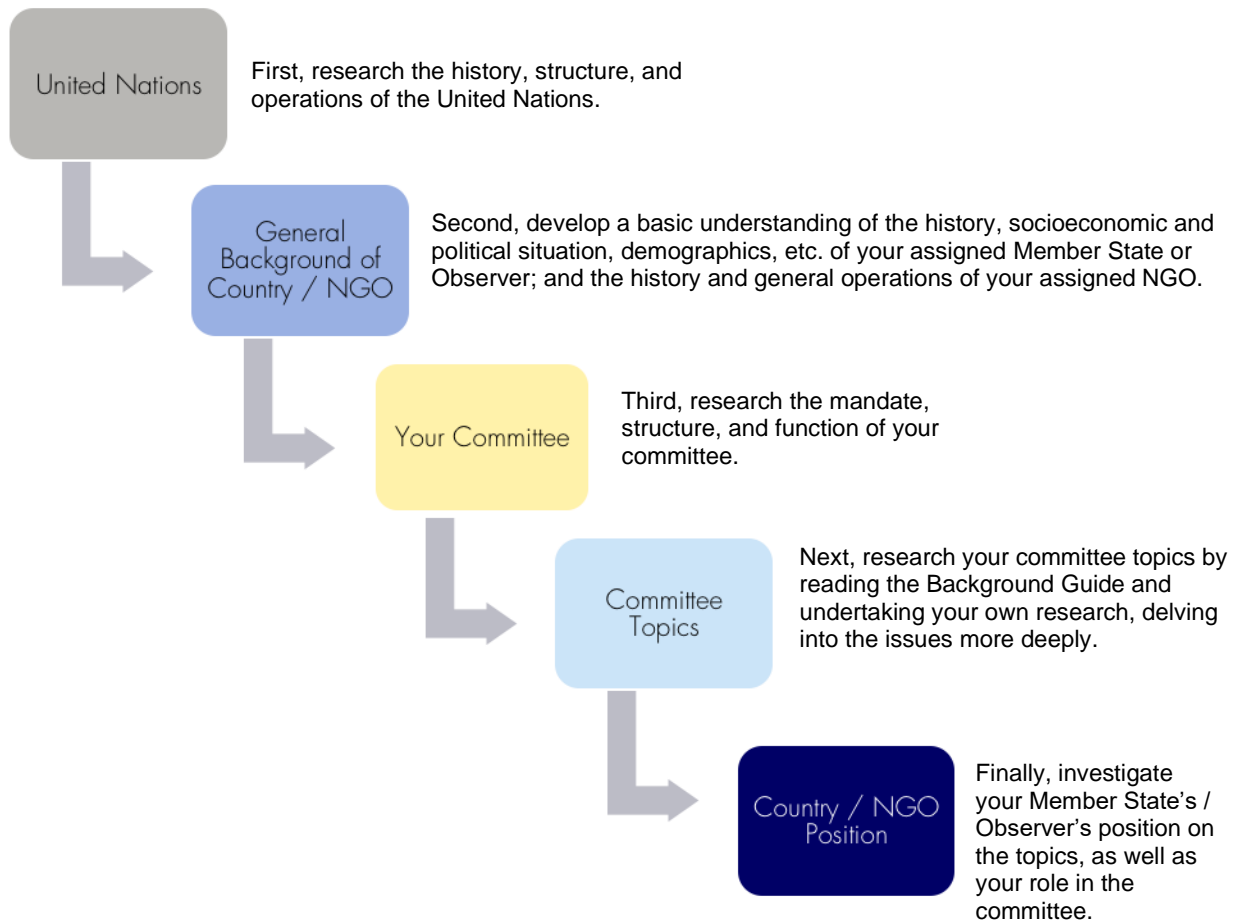 United Nations
First, research the history, structure, and
operations of the United Nations.
General
Background of
Country / NGO
Second, develop a basic understanding of the history, socioeconomic and
political situation, demographics, etc. of your assigned Member State or
Observer; and the history and general operations of your assigned NGO.
Your Committee
Third, research the mandate,
structure, and function of your
committee.
Committee
Topics
Next, research your committee topics by
reading the Background Guide and
undertaking your own research, delving
into the issues more deeply.
Country / NGO
Position
Finally, investigate
your Member State’s /
Observer’s position on
the topics, as well as
your role in the
committee.